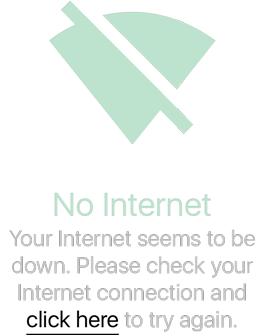 No Internet
Your Internet seems to be
down. Please check your
Internet connection and
click here to try again.